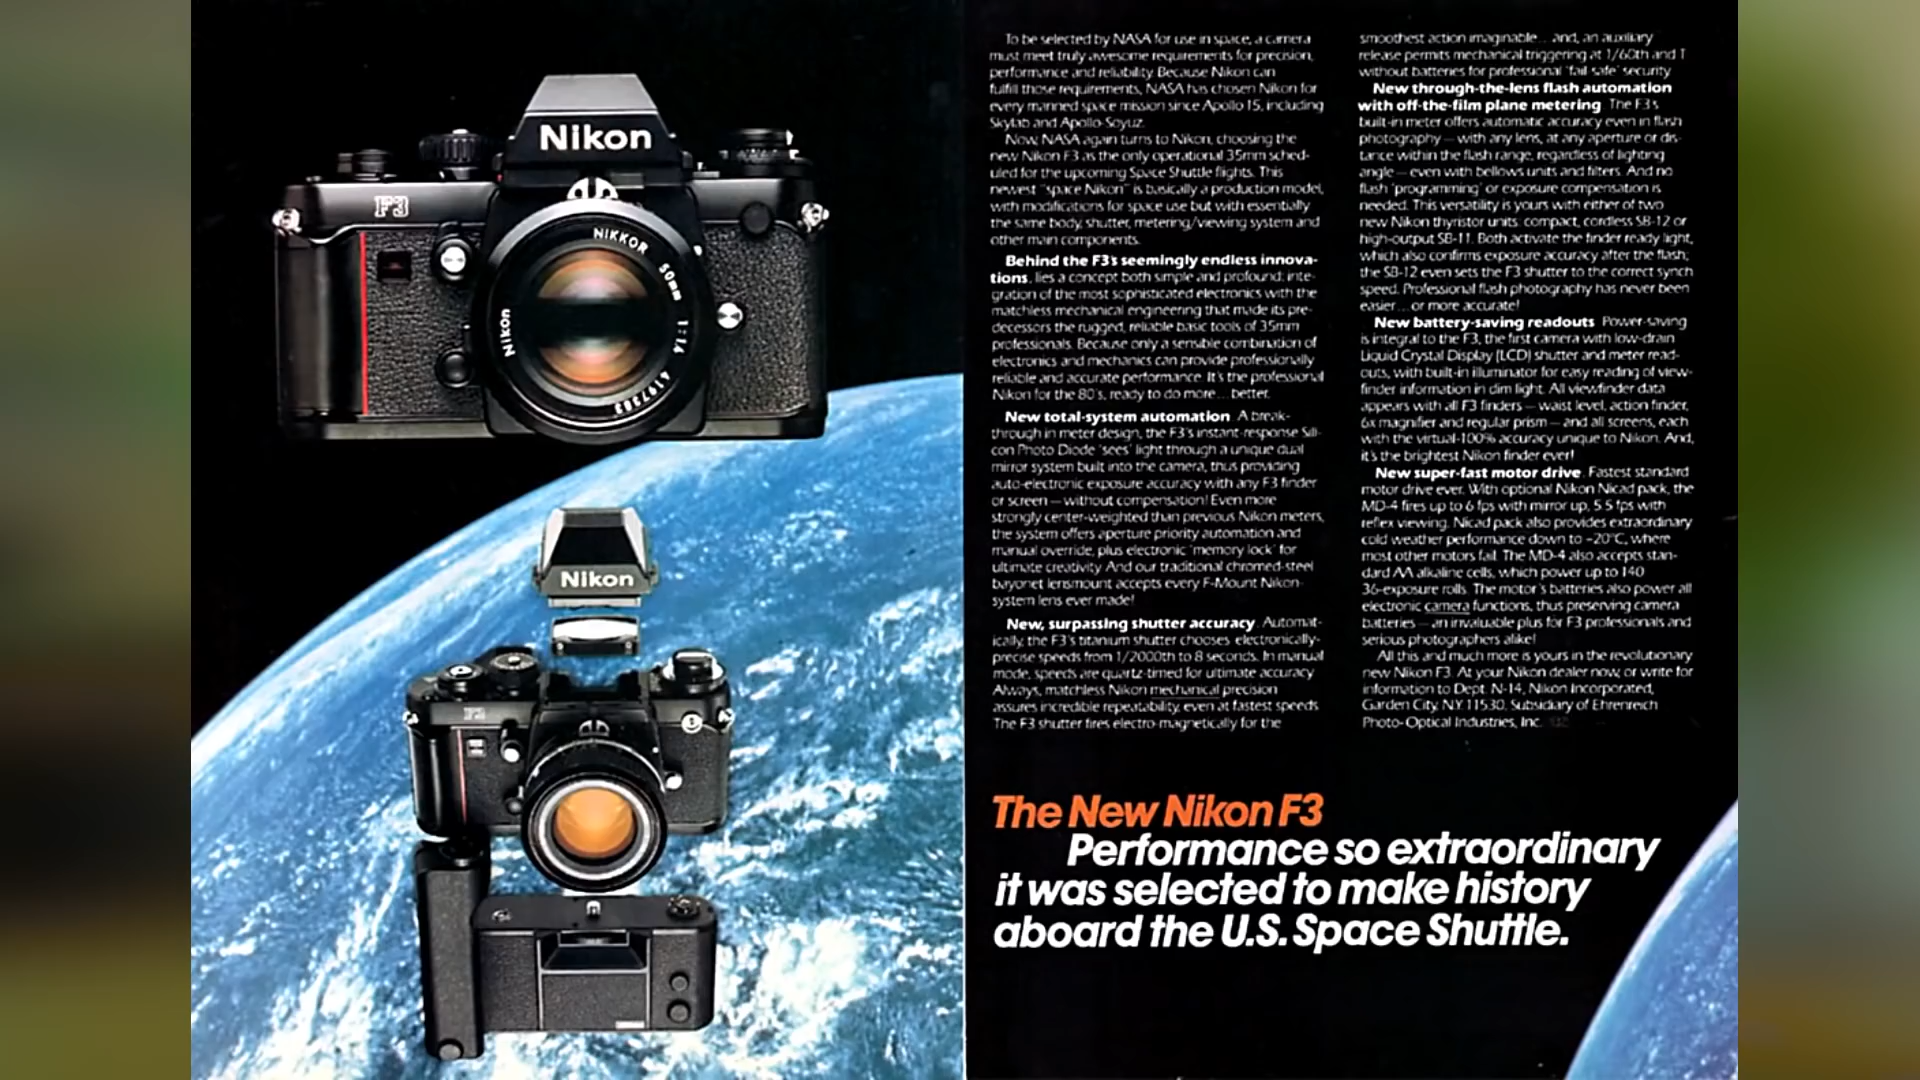 Nikon
F3
NIKKOR 50mm 1:1.4 4197383
Nikon
Nikon
F3
To be selected by NASA for use in space, a camera
must meet truly awesome requirements for precision,
performance and reliability. Because Nikon can
fulfill those requirements, NASA has chosen Nikon for
every manned space mission since Apollo 15, including
Skylab and Apollo-Soyuz.
Now, NASA again turns to Nikon, choosing the
new Nikon F3 as the only operational 35mm sched-
uled for the upcoming Space Shuttle flights. This
newest "space Nikon" is basically a production model,
with modifications for space use but with essentially
the same body, shutter, metering/viewing system and
other main components.
Behind the F3's seemingly endless innova-
tions, lies a concept both simple and profound: inte-
gration of the most sophisticated electronics with the
matchless mechanical engineering that made its pre-
decessors the rugged, reliable basic tools of 35mm
professionals. Because only a sensible combination of
electronics and mechanics can provide professionally
reliable and accurate performance. It's the professional
Nikon for the 80's, ready to do more...better.
New total-system automation A break-
through in meter design, the F3's instant-response Sili-
con Photo Diode 'sees' light through a unique dual
mirror system built into the camera, thus providing
auto-electronic exposure accuracy with any F3 finder
or screen — without compensation! Even more
strongly center-weighted than previous Nikon meters,
the system offers aperture priority automation and
manual override, plus electronic 'memory lock' for
ultimate creativity. And our traditional chromed-steel
bayonet lensmount accepts every F-Mount Nikon-
system lens ever made!
New, surpassing shutter accuracy. Automat-
ically, the F3's titanium shutter chooses electronically-
precise speeds from 1/2000th to 8 seconds. In manual
mode, speeds are quartz-timed for ultimate accuracy.
Always, matchless Nikon mechanical precision
assures incredible repeatability, even at fastest speeds.
The F3 shutter fires electro-magnetically for the
smoothest action imaginable... and, an auxiliary
release permits mechanical triggering at 1/60th and T
without batteries for professional 'fail safe' security
New through-the-lens flash automation
with off-the-film plane metering The F3's
built-in meter offers automatic accuracy even in flash
photography — with any lens, at any aperture or dis-
tance within the flash range, regardless of lighting
angle — even with bellows units and filters. And no
flash 'programming' or exposure compensation is
needed. This versatility is yours with either of two
new Nikon thyristor units: compact, cordless SB-12 or
high-output SB-11. Both activate the finder ready light,
which also confirms exposure accuracy after the flash;
the SB-12 even sets the F3 shutter to the correct synch
speed. Professional flash photography has never been
easier...or more accurate!
New battery-saving readouts Power-saving
is integral to the F3, the first camera with low-drain
Liquid Crystal Display (LCD) shutter and meter read-
outs, with built-in illuminator for easy reading of view-
finder information in dim light. All viewfinder data
appears with all F3 finders — waist level, action finder,
6x magnifier and regular prism — and all screens, each
with the virtual-100% accuracy unique to Nikon. And,
it's the brightest Nikon finder ever!
New super-fast motor drive. Fastest standard
motor drive ever. With optional Nikon Nicad pack, the
MD-4 fires up to 6 fps with mirror up, 5.5 fps with
reflex viewing. Nicad pack also provides extraordinary
cold weather performance down to -20°C, where
most other motors fail. The MD-4 also accepts stan-
dard AA alkaline cells, which power up to 140
36-exposure rolls. The motor's batteries also power all
electronic camera functions, thus preserving camera
batteries — an invaluable plus for F3 professionals and
serious photographers alike!
All this and much more is yours in the revolutionary
new Nikon F3. At your Nikon dealer now, or write for
information to Dept. N-14, Nikon Incorporated,
Garden City, NY 11530. Subsidiary of Ehrenreich
Photo-Optical Industries, Inc.
The New Nikon F3
Performance so extraordinary
it was selected to make history
aboard the U.S. Space Shuttle.